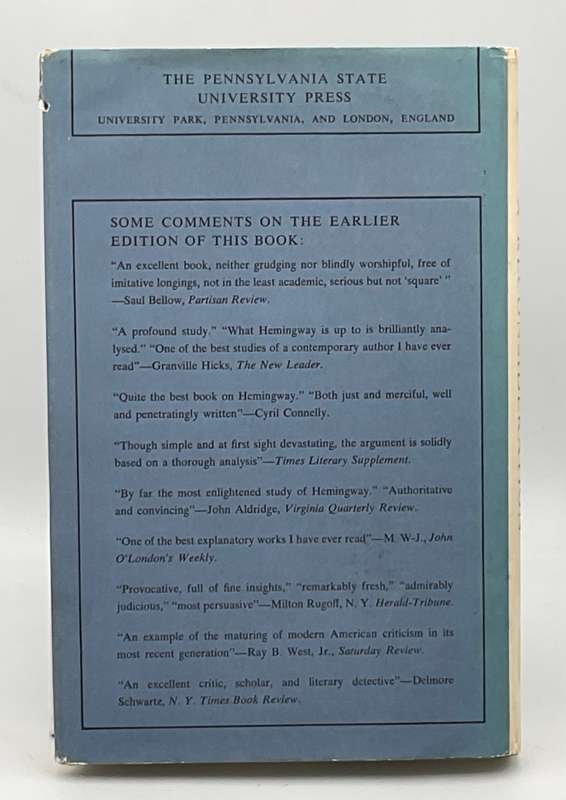 THE PENNSYLVANIA STATE
UNIVERSITY PRESS
UNIVERSITY PARK, PENNSYLVANIA, AND LONDON, ENGLAND
SOME COMMENTS ON THE EARLIER
EDITION OF THIS BOOK:
“An excellent book, neither grudging nor blindly worshipful, free of
imitative longings, not in the least academic, serious but not ‘square’ ”
—Saul Bellow, Partisan Review.
“A profound study.” “What Hemingway is up to is brilliantly ana-
lysed.” “One of the best studies of a contemporary author I have ever
read”—Granville Hicks, The New Leader.
“Quite the best book on Hemingway.” “Both just and merciful, well
and penetratingly written”—Cyril Connelly.
“Though simple and at first sight devastating, the argument is solidly
based on a thorough analysis”—Times Literary Supplement.
“By far the most enlightened study of Hemingway.” “Authoritative
and convincing”—John Aldridge, Virginia Quarterly Review.
“One of the best explanatory works I have ever read”—M. W-J., John
O’London’s Weekly.
“Provocative, full of fine insights,” “remarkably fresh,” “admirably
judicious,” “most persuasive”—Milton Rugoff, N. Y. Herald-Tribune.
“An example of the maturing of modern American criticism in its
most recent generation”—Ray B. West, Jr., Saturday Review.
“An excellent critic, scholar, and literary detective”—Delmore
Schwartz, N. Y. Times Book Review.